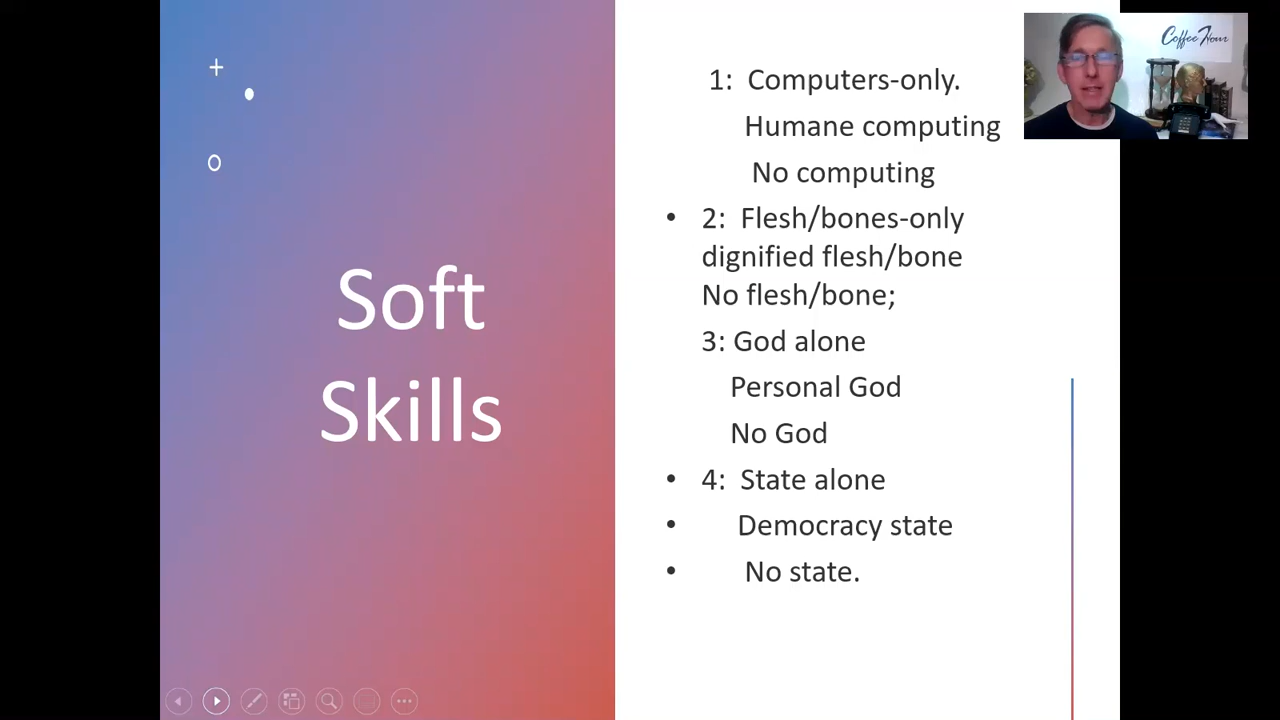 Soft
Skills
1: Computers-only.
Humane computing
No computing
• 2: Flesh/bones-only
dignified flesh/bone
No flesh/bone;
3: God alone
Personal God
No God
• 4: State alone
• Democracy state
• No state.
Coffee Hour